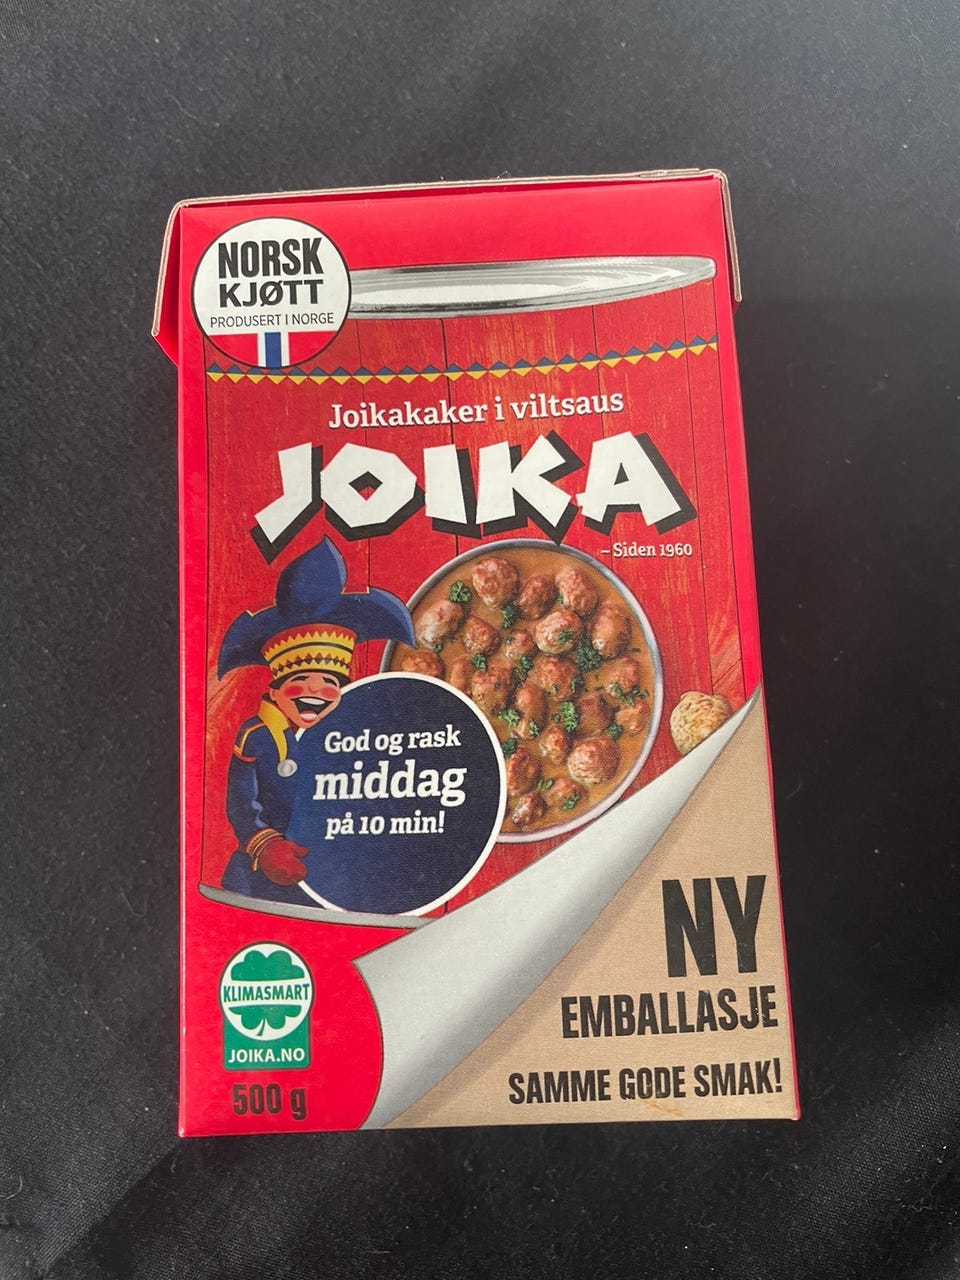 NORSK
KJØTT
PRODUSERT I NORGE
Joikakaker i viltsaus
JOIKA
– Siden 1960
God og rask
middag
på 10 min!
NY
EMBALLASJE
SAMME GODE SMAK!
KLIMASMART
JOIKA.NO
500 g